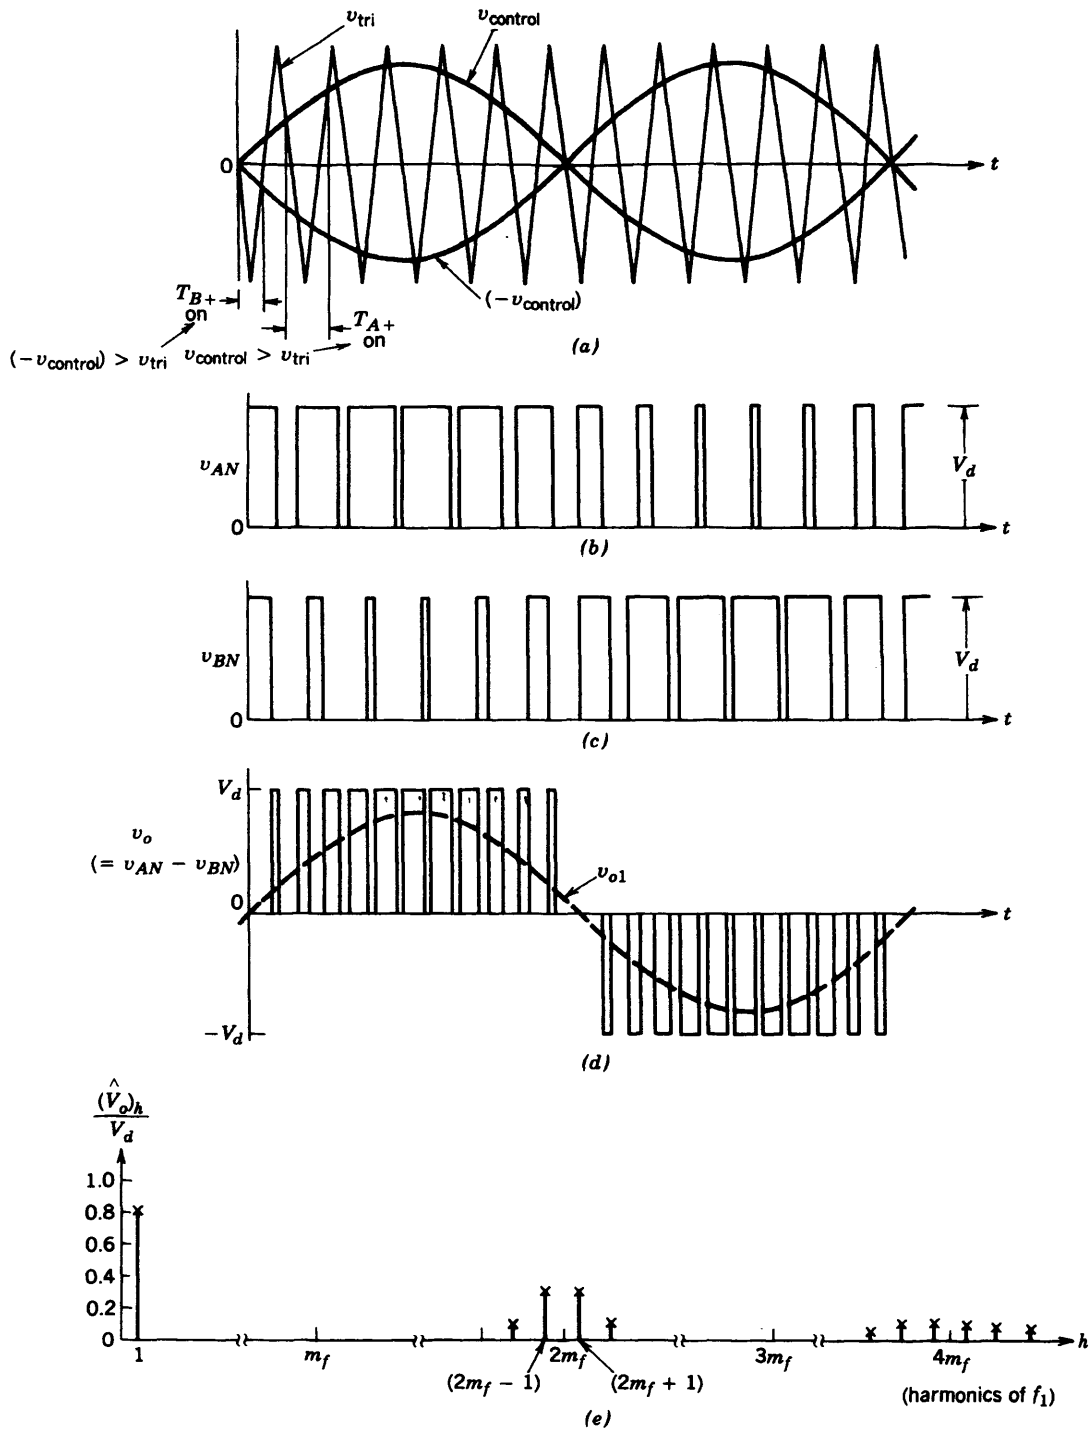 v_tri
v_control
0
t
T_B+
on
(−v_control)
T_A+
on
(−v_control) > v_tri
v_control > v_tri
(a)
v_AN
V_d
0
t
(b)
v_BN
V_d
0
t
(c)
V_d
v_o
(= v_AN − v_BN)
v_o1
0
t
−V_d
(d)
(V̂_o)_h
V_d
1.0
0.8
0.6
0.4
0.2
0
1
m_f
2m_f
3m_f
4m_f
h
(2m_f − 1)
(2m_f + 1)
(harmonics of f_1)
(e)